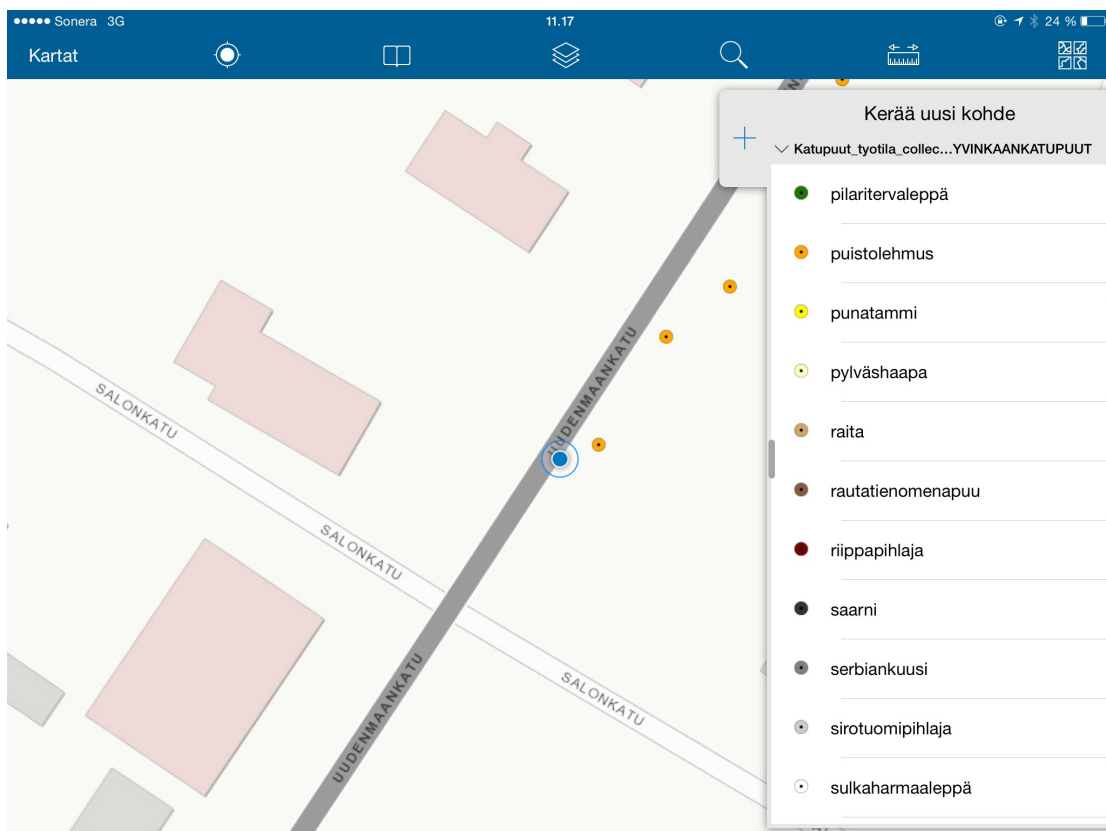 Sonera 3G 11.17 24 %
Kartat
Kerää uusi kohde
Katupuut_tyotila_collec...YVINKAANKATUPUUT
pilaritervaleppä
puistolehmus
punatammi
pylväshaapa
raita
rautatienomenapuu
riippapihlaja
saarni
serbiankuusi
sirotuomipihlaja
sulkaharmaaleppä
UUDENMAANKATU
SALONKATU
SALONKATU
SALONKATU
UUDENMAANKATU